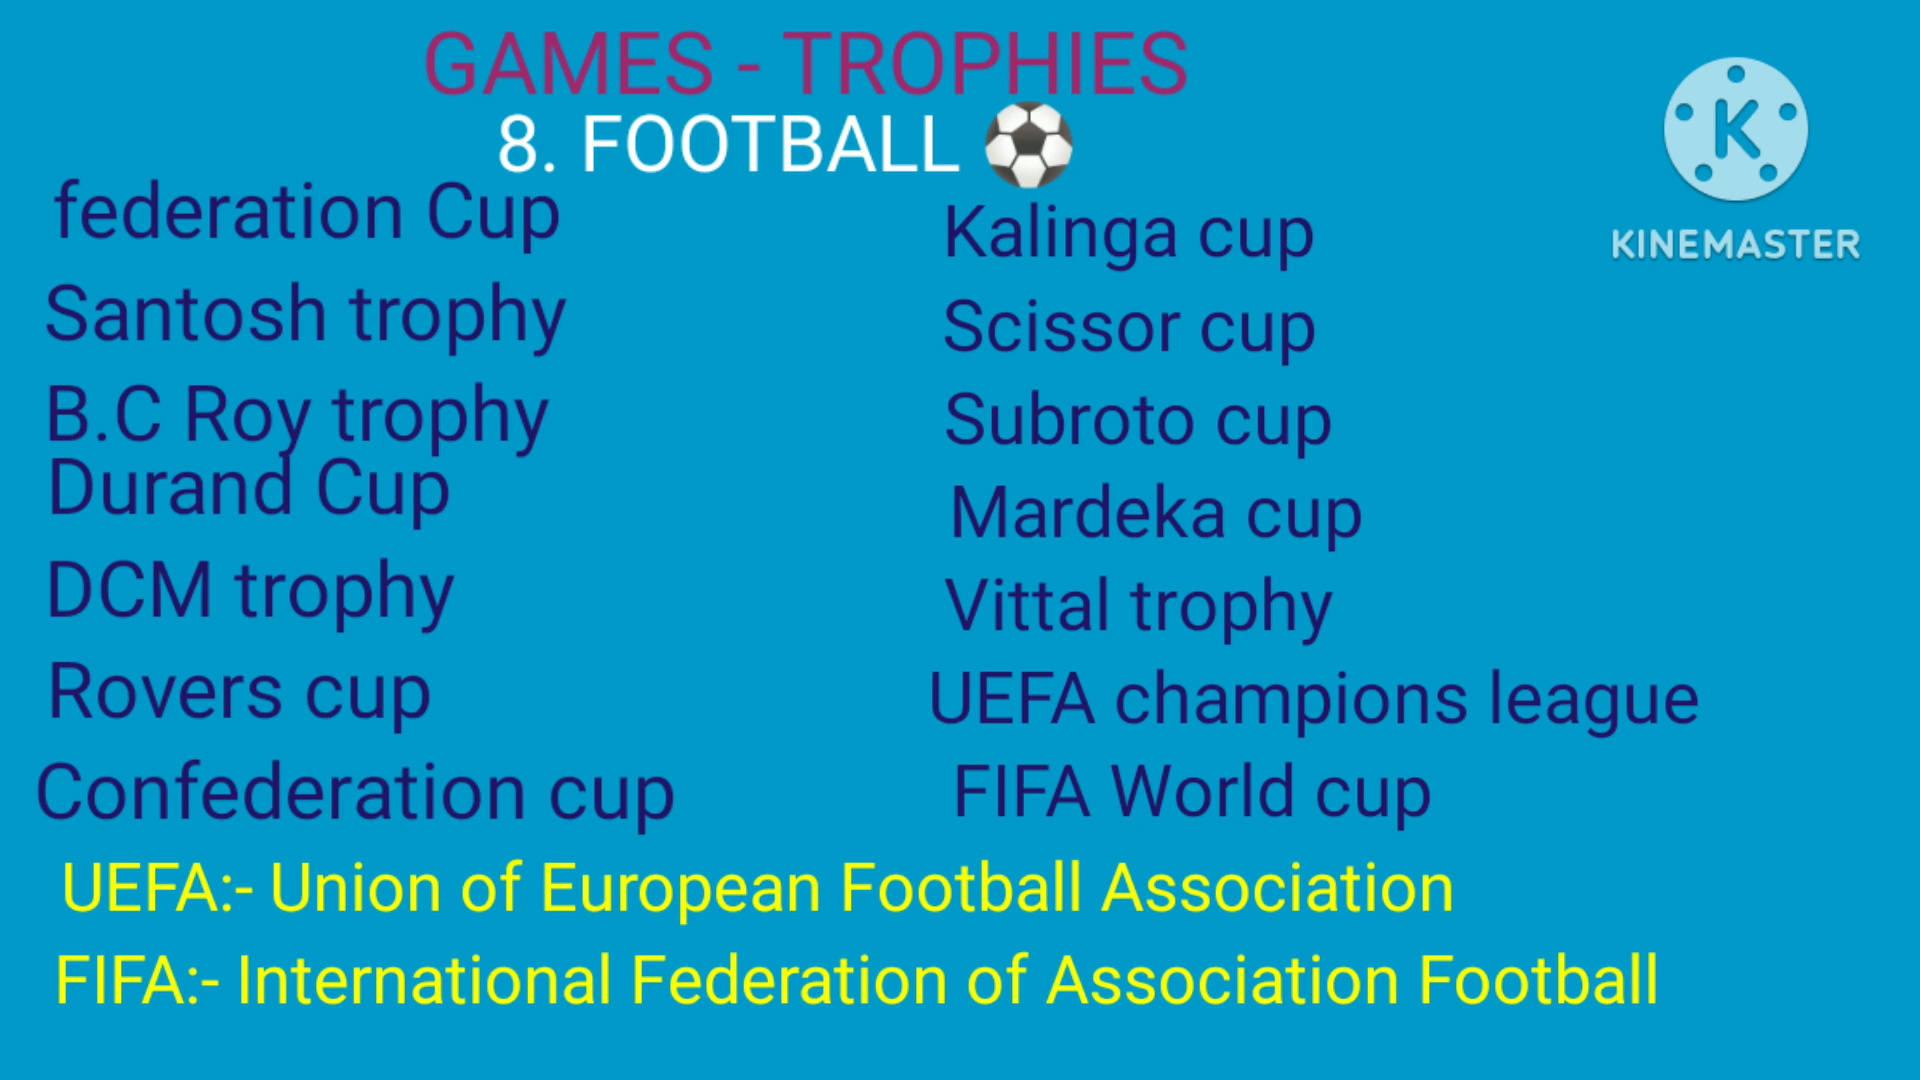 GAMES - TROPHIES
8. FOOTBALL
federation Cup
Santosh trophy
B.C Roy trophy
Durand Cup
DCM trophy
Rovers cup
Confederation cup
Kalinga cup
Scissor cup
Subroto cup
Mardeka cup
Vittal trophy
UEFA champions league
FIFA World cup
UEFA:- Union of European Football Association
FIFA:- International Federation of Association Football
K
KINEMASTER